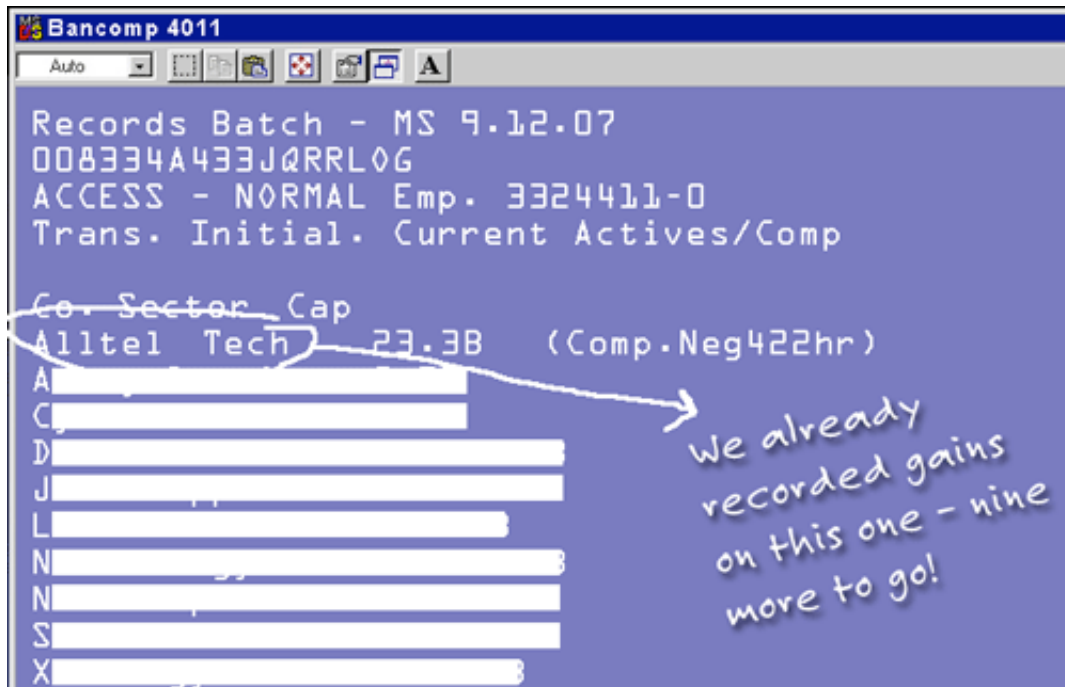 Bancomp 4011
Auto
A
Records Batch - MS 9.12.07
008334A433JQRRLOG
ACCESS - NORMAL Emp. 3324411-0
Trans. Initial. Current Actives/Comp
Co. Sector Cap
Alltel Tech 23.3B (Comp.Neg422hr)
A
C
D
J
L
N
N
S
X
We already
recorded gains
on this one - nine
more to go!